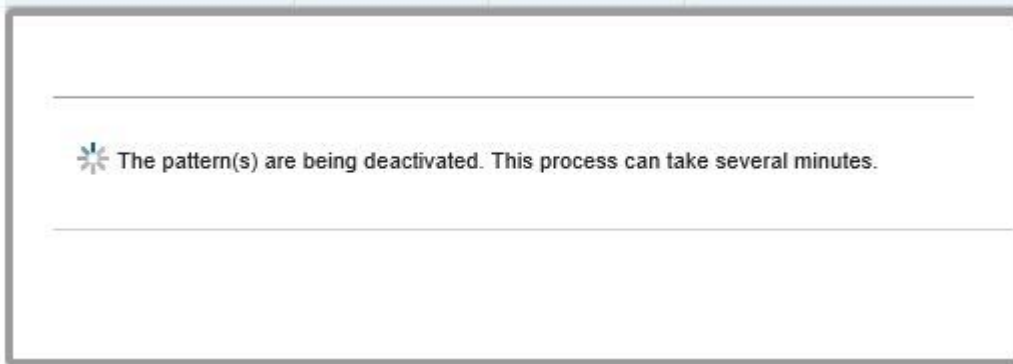 The pattern(s) are being deactivated. This process can take several minutes.